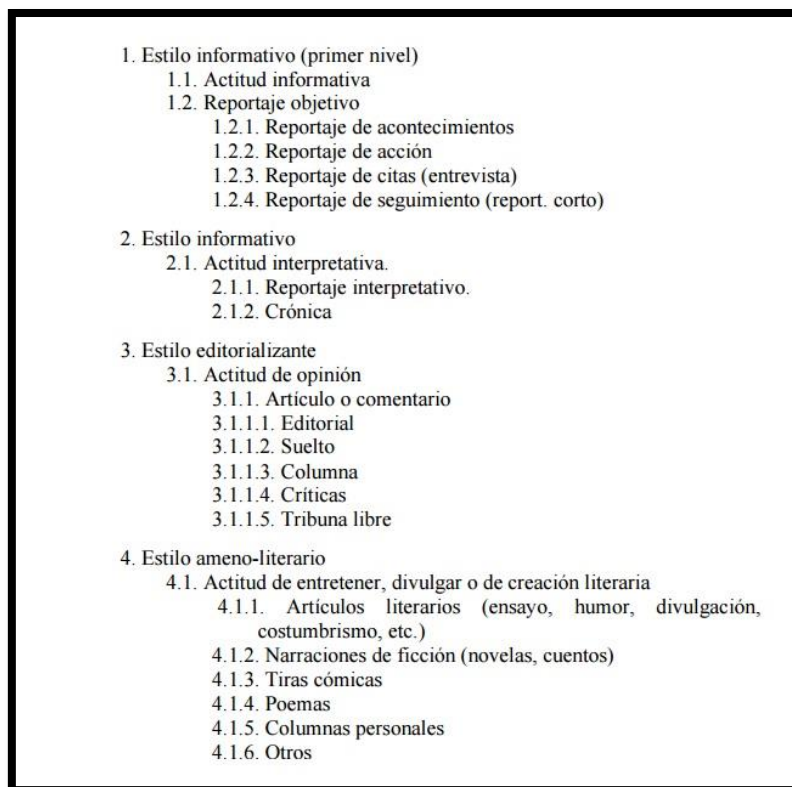 1. Estilo informativo (primer nivel)
1.1. Actitud informativa
1.2. Reportaje objetivo
1.2.1. Reportaje de acontecimientos
1.2.2. Reportaje de acción
1.2.3. Reportaje de citas (entrevista)
1.2.4. Reportaje de seguimiento (report. corto)
2. Estilo informativo
2.1. Actitud interpretativa.
2.1.1. Reportaje interpretativo.
2.1.2. Crónica
3. Estilo editorializante
3.1. Actitud de opinión
3.1.1. Artículo o comentario
3.1.1.1. Editorial
3.1.1.2. Suelto
3.1.1.3. Columna
3.1.1.4. Críticas
3.1.1.5. Tribuna libre
4. Estilo ameno-literario
4.1. Actitud de entretener, divulgar o de creación literaria
4.1.1. Artículos literarios (ensayo, humor, divulgación,
costumbrismo, etc.)
4.1.2. Narraciones de ficción (novelas, cuentos)
4.1.3. Tiras cómicas
4.1.4. Poemas
4.1.5. Columnas personales
4.1.6. Otros